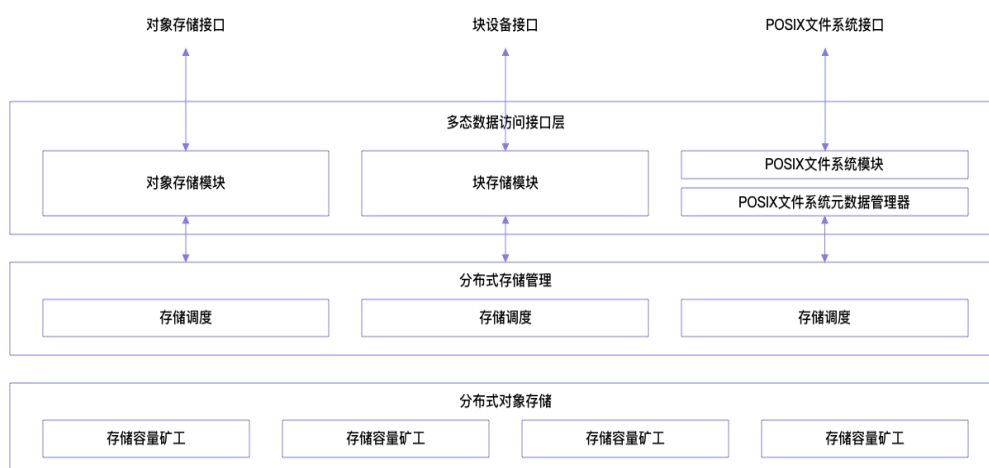 对象存储接口
块设备接口
POSIX文件系统接口
多态数据访问接口层
对象存储模块
块存储模块
POSIX文件系统模块
POSIX文件系统元数据管理器
分布式存储管理
存储调度
存储调度
存储调度
分布式对象存储
存储容量矿工
存储容量矿工
存储容量矿工
存储容量矿工